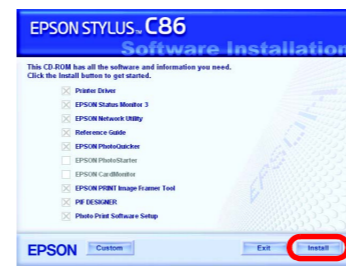 EPSON STYLUS™ C86
Software Installation
This CD-ROM has all the software and information you need.
Click the Install button to get started.
Printer Driver
EPSON Status Monitor 3
EPSON Network Utility
Reference Guide
EPSON PhotoQuicker
EPSON PhotoStarter
EPSON CardMonitor
EPSON PRINT Image Framer Tool
PIF DESIGNER
Photo Print Software Setup
EPSON
Custom
Exit
Install
EPSON